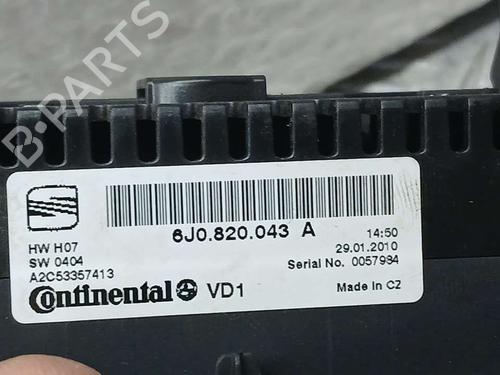 B-PARTS
6J0.820.043 A
14:50
HW H07
29.01.2010
SW 0404
Serial No. 0057984
A2C53357413
Continental VD1
Made in CZ